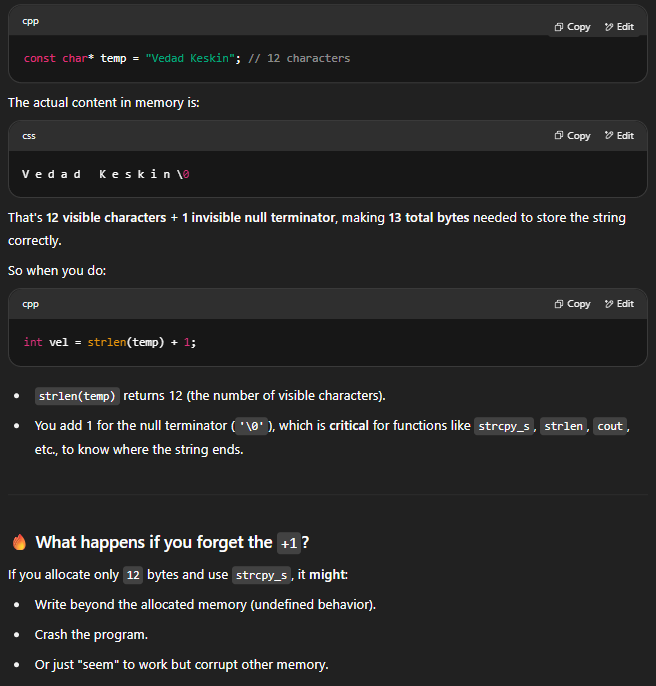 cpp
Copy Edit
const char* temp = "Vedad Keskin"; // 12 characters
The actual content in memory is:
css
Copy Edit
V e d a d   K e s k i n \0
That's 12 visible characters + 1 invisible null terminator, making 13 total bytes needed to store the string
correctly.
So when you do:
cpp
Copy Edit
int vel = strlen(temp) + 1;
• strlen(temp) returns 12 (the number of visible characters).
• You add 1 for the null terminator ('\0'), which is critical for functions like strcpy_s, strlen, cout,
etc., to know where the string ends.
🔥 What happens if you forget the +1?
If you allocate only 12 bytes and use strcpy_s, it might:
• Write beyond the allocated memory (undefined behavior).
• Crash the program.
• Or just "seem" to work but corrupt other memory.